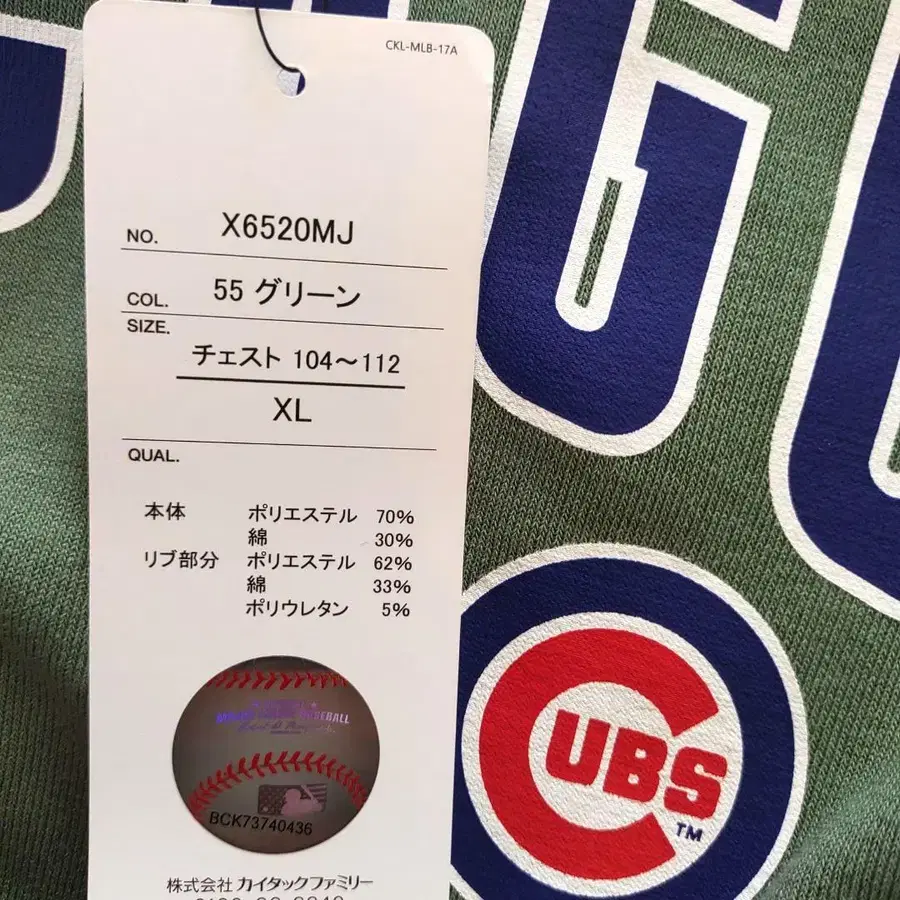 CKL-MLB-17A
NO. X6520MJ
COL. 55 グリーン
SIZE.
チェスト 104～112
XL
QUAL.
本体 ポリエステル 70%
綿 30%
リブ部分 ポリエステル 62%
綿 33%
ポリウレタン 5%
BASEBALL
BCK73740436
株式会社 カイタックファミリー
G
CUBS
TM